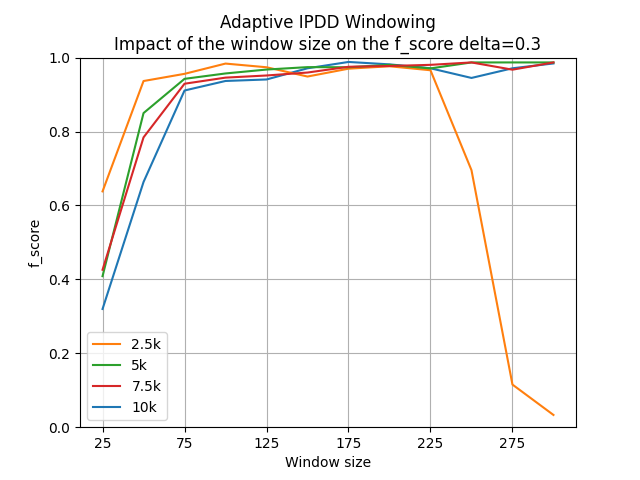 Adaptive IPDD Windowing
Impact of the window size on the f_score delta=0.3
1.0
0.8
0.6
0.4
0.2
0.0
f_score
2.5k
5k
7.5k
10k
25
75
125
175
225
275
Window size